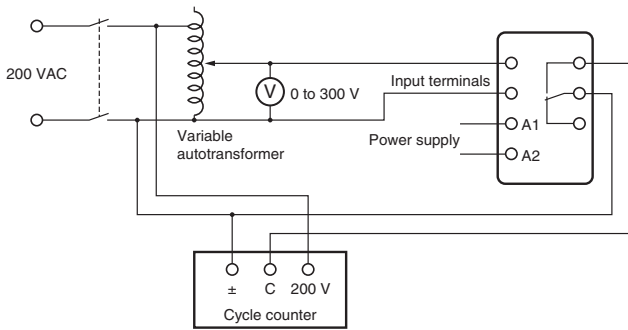 200 VAC
V
0 to 300 V
Variable
autotransformer
Input terminals
Power supply
A1
A2
± C 200 V
Cycle counter